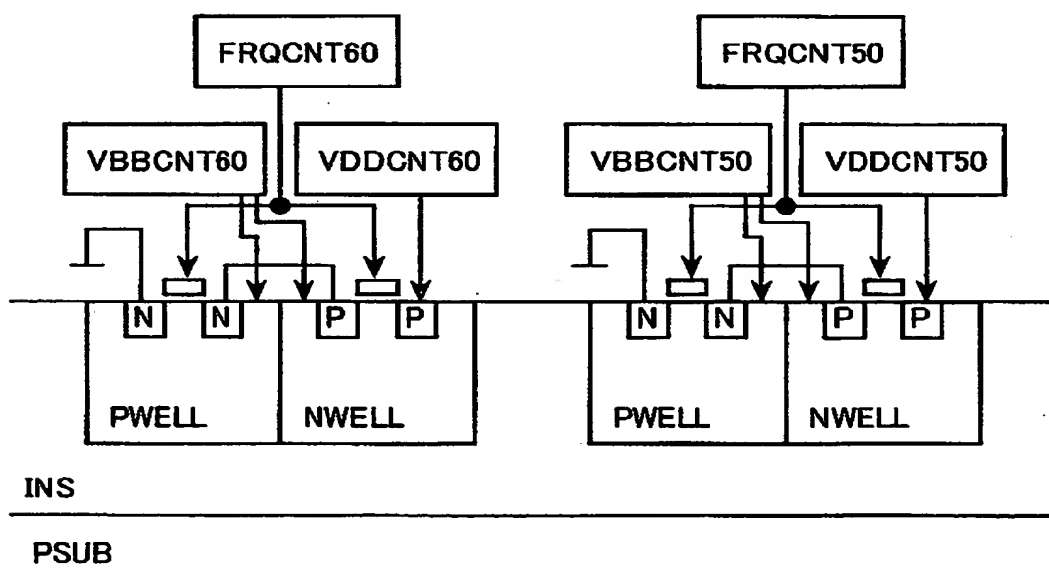 FRQCNT60 FRQCNT50
VBBCNT60 VDDCNT60 VBBCNT50 VDDCNT50
N N P P N N P P
PWELL NWELL PWELL NWELL
INS
PSUB